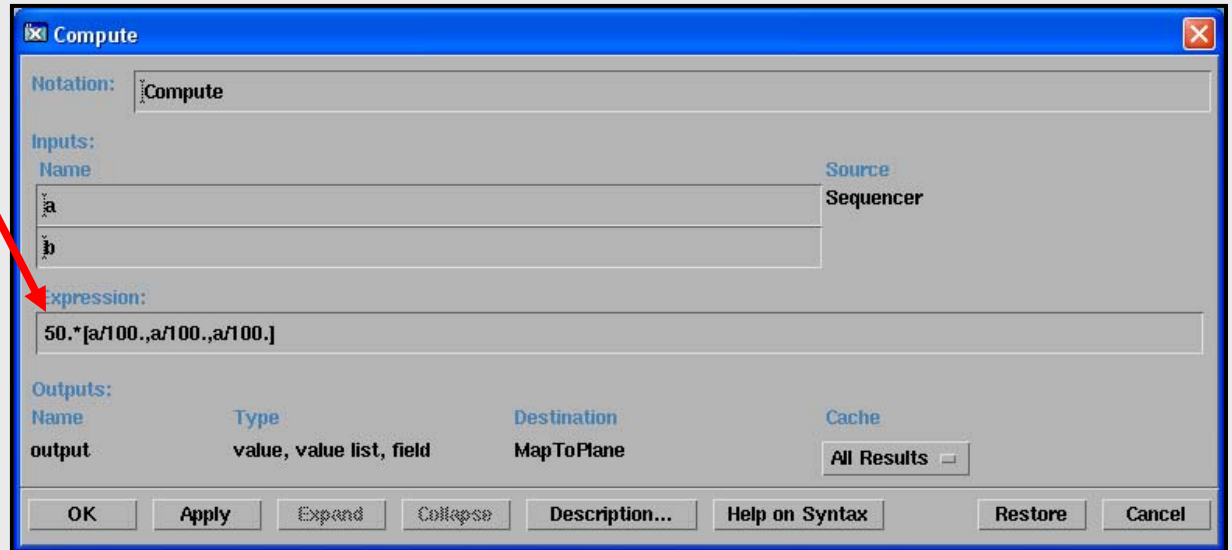 Compute
Notation: Compute
Inputs:
Name Source
a Sequencer
b
Expression:
50.*[a/100.,a/100.,a/100.]
Outputs:
Name Type Destination Cache
output value, value list, field MapToPlane All Results
OK Apply Expand Collapse Description... Help on Syntax Restore Cancel